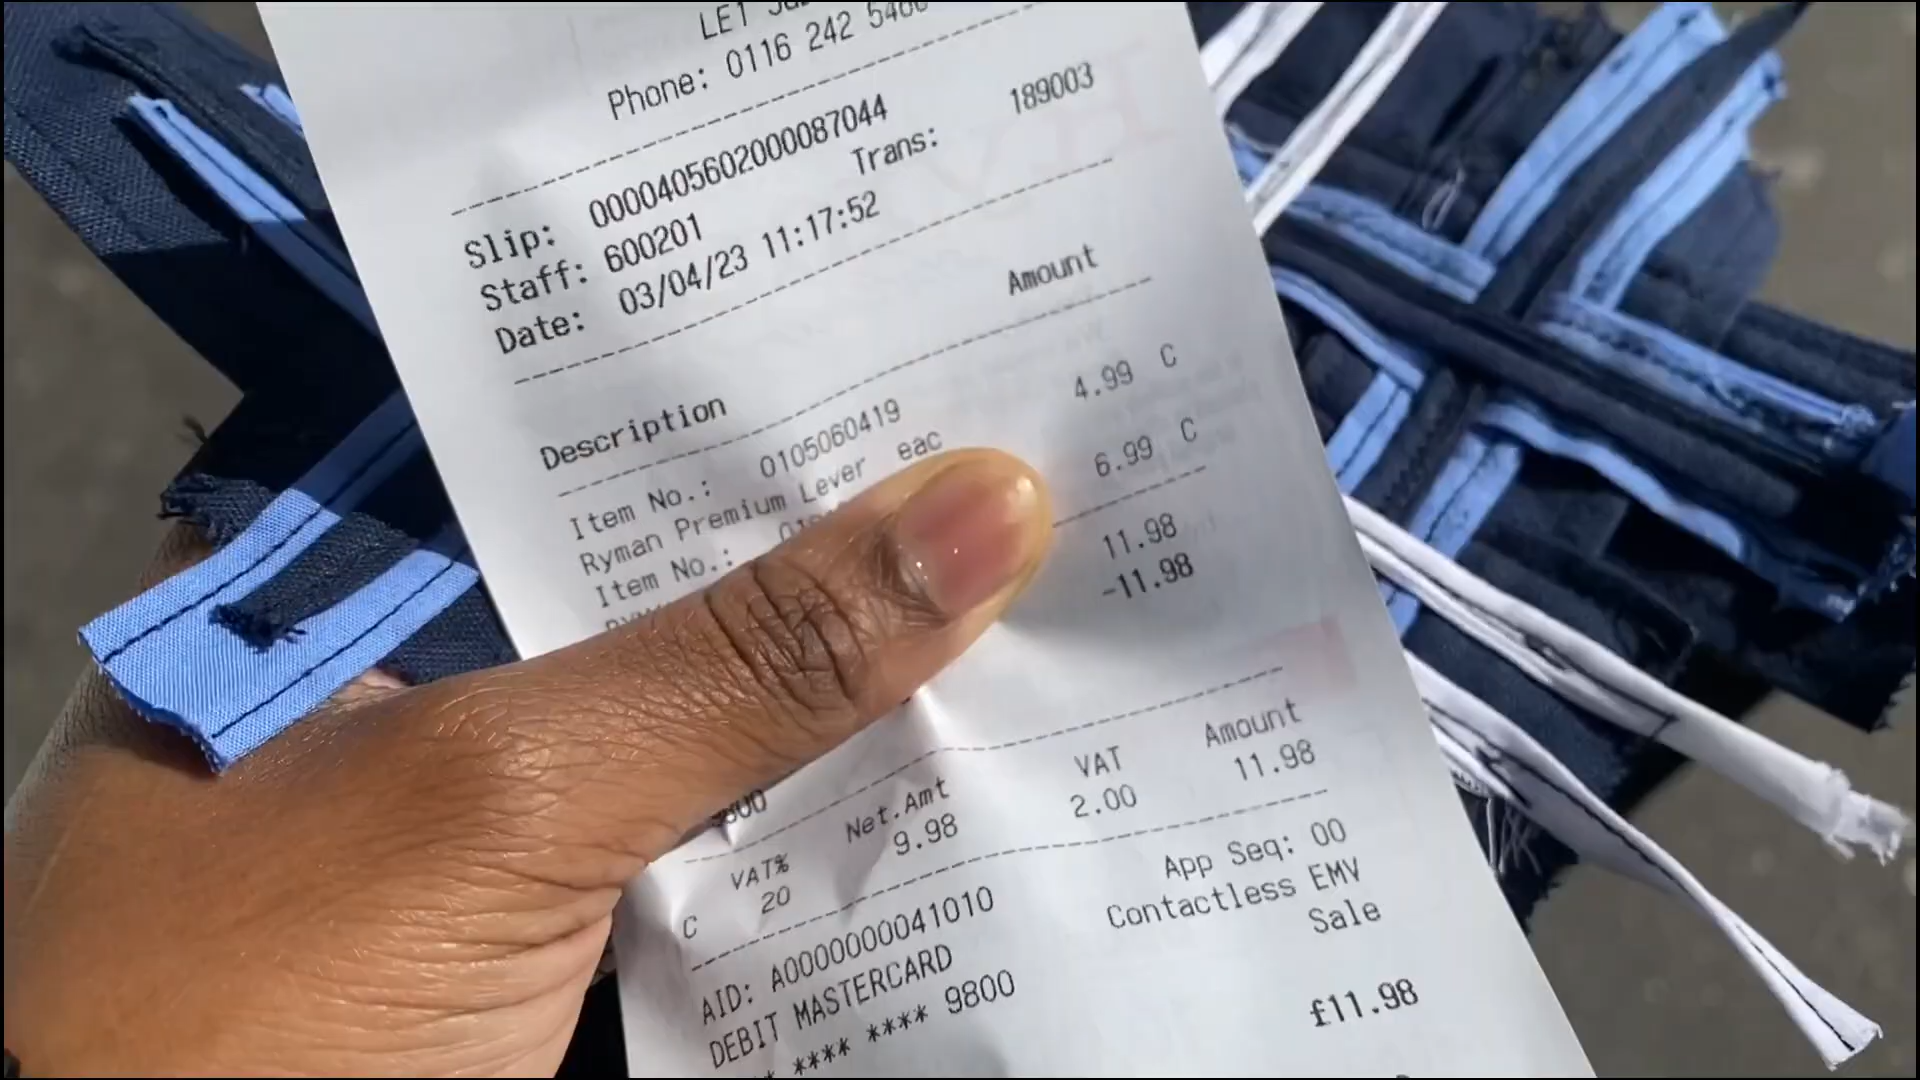 LE1
Phone: 0116 242
Slip: 0000405602000087044
Staff: 600201 Trans: 189003
Date: 03/04/23 11:17:52
Description Amount
Item No.: 0105060419 4.99 C
Ryman Premium Lever eac
Item No.: 6.99 C
11.98
-11.98
9800
VAT% Net.Amt VAT Amount
C 20 9.98 2.00 11.98
AID: A0000000041010 App Seq: 00
DEBIT MASTERCARD Contactless EMV
**** **** 9800 Sale
£11.98